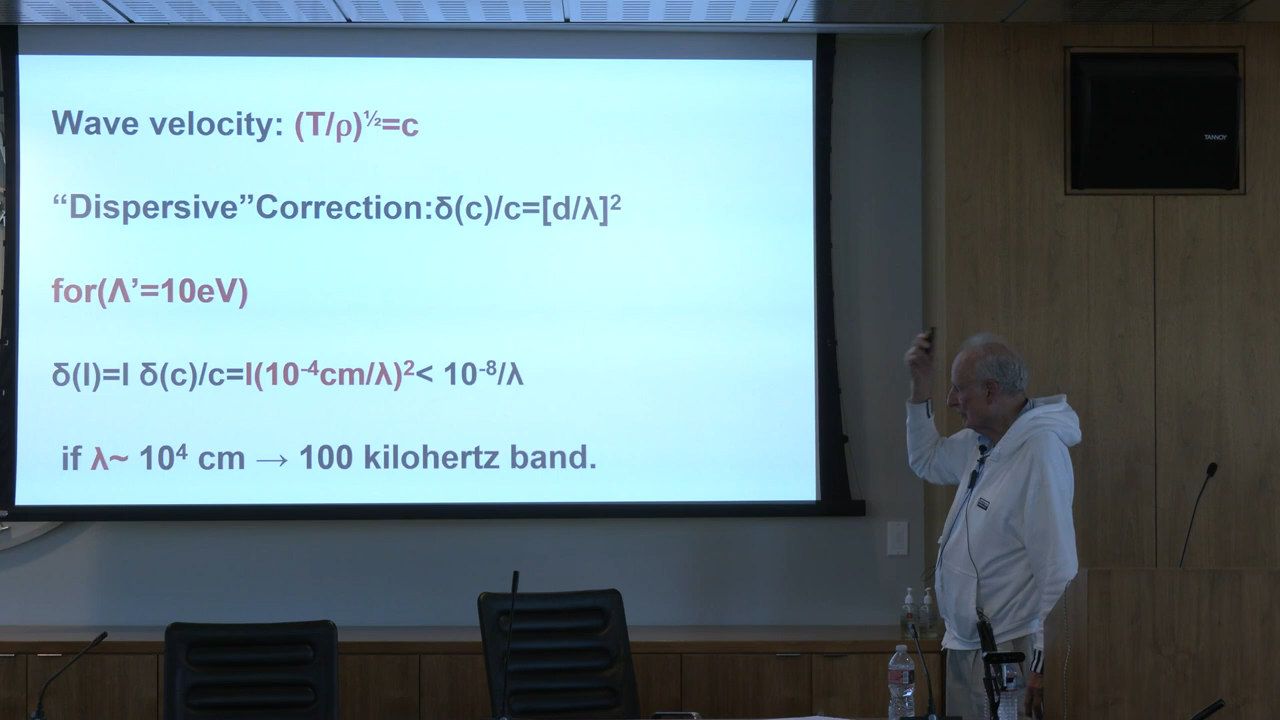 Wave velocity: (T/ρ)^½=c
“Dispersive”Correction:δ(c)/c=[d/λ]²
for(Λ’=10eV)
δ(l)=l δ(c)/c=l(10⁻⁴cm/λ)²< 10⁻⁸/λ
if λ~ 10⁴ cm → 100 kilohertz band.
TANNOY